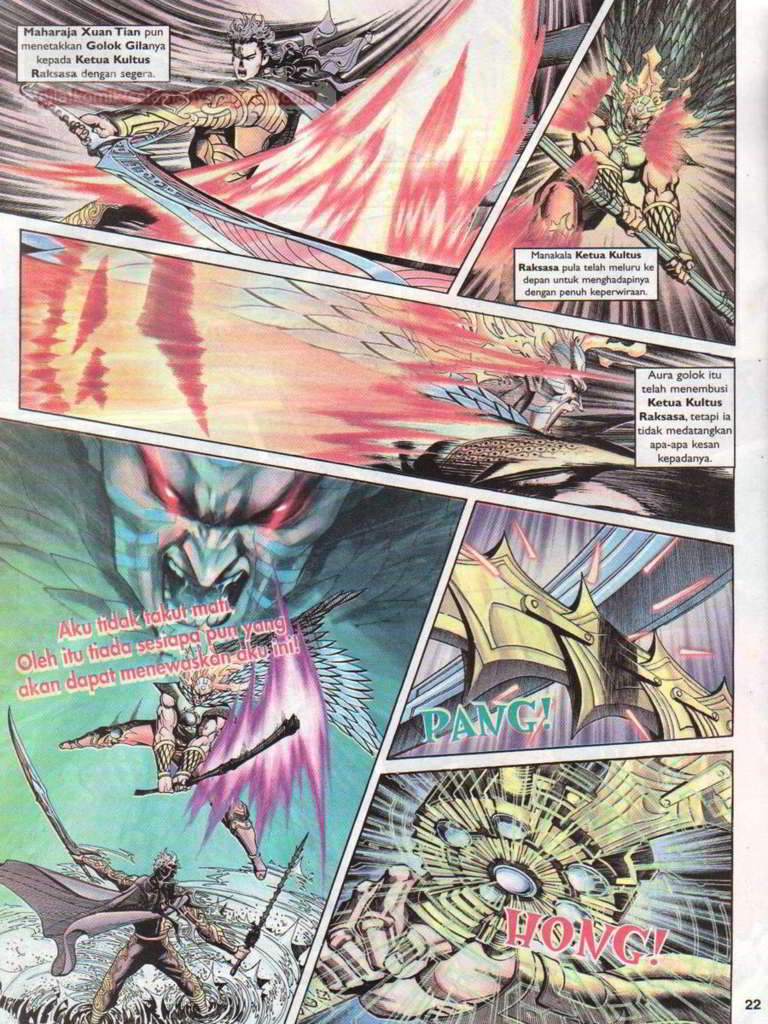 Maharaja Xuan Tian pun
menetakkan Golok Gilanya
kepada Ketua Kultus
Raksasa dengan segera.
Manakala Ketua Kultus
Raksasa pula telah meluru ke
depan untuk menghadapinya
dengan penuh keperwiraan.
Aura golok itu
telah menembusi
Ketua Kultus
Raksasa, tetapi ia
tidak mendatangkan
apa-apa kesan
kepadanya.
Aku tidak takut mati.
Oleh itu tiada sesiapa pun yang
akan dapat menewaskan aku ini!
PANG!
HONG!
22